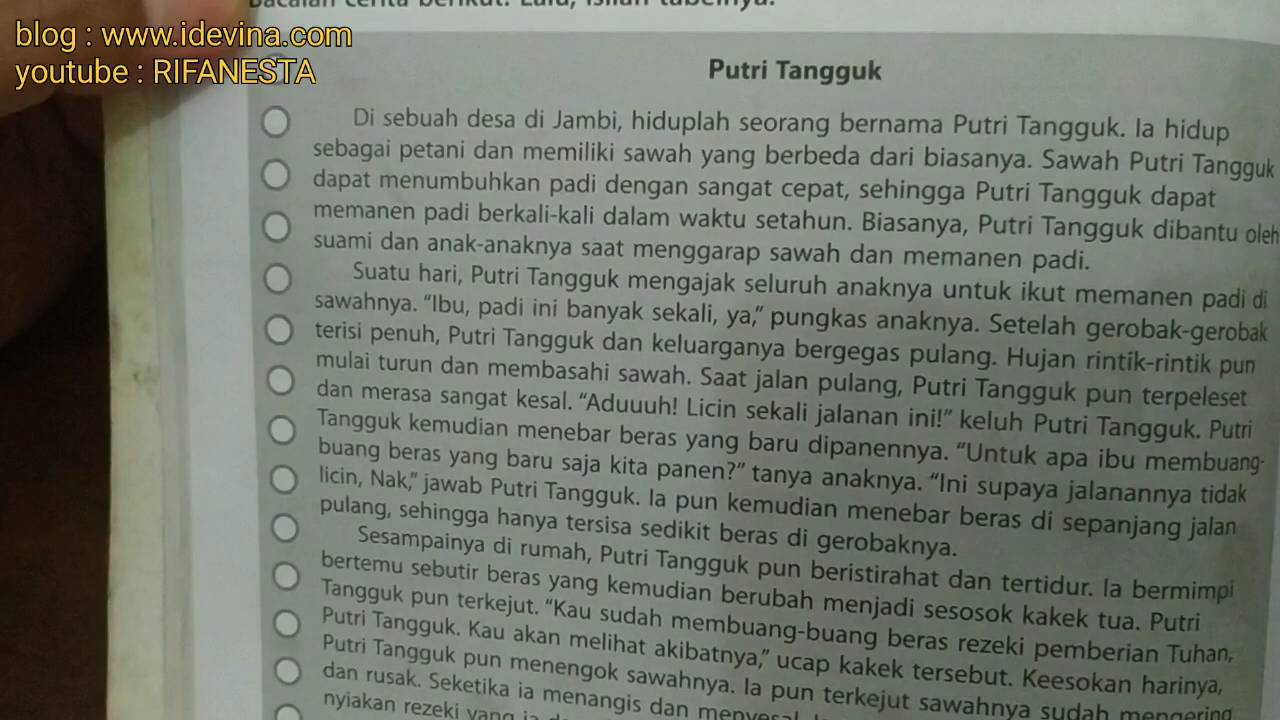 Bacalah cerita berikut. Lalu, isilah tabelnya.
blog : www.idevina.com
youtube : RIFANESTA
Putri Tangguk
Di sebuah desa di Jambi, hiduplah seorang bernama Putri Tangguk. Ia hidup
sebagai petani dan memiliki sawah yang berbeda dari biasanya. Sawah Putri Tangguk
dapat menumbuhkan padi dengan sangat cepat, sehingga Putri Tangguk dapat
memanen padi berkali-kali dalam waktu setahun. Biasanya, Putri Tangguk dibantu oleh
suami dan anak-anaknya saat menggarap sawah dan memanen padi.
Suatu hari, Putri Tangguk mengajak seluruh anaknya untuk ikut memanen padi di
sawahnya. “Ibu, padi ini banyak sekali, ya,” pungkas anaknya. Setelah gerobak-gerobak
terisi penuh, Putri Tangguk dan keluarganya bergegas pulang. Hujan rintik-rintik pun
mulai turun dan membasahi sawah. Saat jalan pulang, Putri Tangguk pun terpeleset
dan merasa sangat kesal. “Aduuuh! Licin sekali jalanan ini!” keluh Putri Tangguk. Putri
Tangguk kemudian menebar beras yang baru dipanennya. “Untuk apa ibu membuang-
buang beras yang baru saja kita panen?” tanya anaknya. “Ini supaya jalanannya tidak
licin, Nak,” jawab Putri Tangguk. Ia pun kemudian menebar beras di sepanjang jalan
pulang, sehingga hanya tersisa sedikit beras di gerobaknya.
Sesampainya di rumah, Putri Tangguk pun beristirahat dan tertidur. Ia bermimpi
bertemu sebutir beras yang kemudian berubah menjadi sesosok kakek tua. Putri
Tangguk pun terkejut. “Kau sudah membuang-buang beras rezeki pemberian Tuhan,
Putri Tangguk. Kau akan melihat akibatnya,” ucap kakek tersebut. Keesokan harinya,
Putri Tangguk pun menengok sawahnya. Ia pun terkejut sawahnya sudah mengering
dan rusak. Seketika ia menangis dan menyesal
nyiakan rezeki yang ia